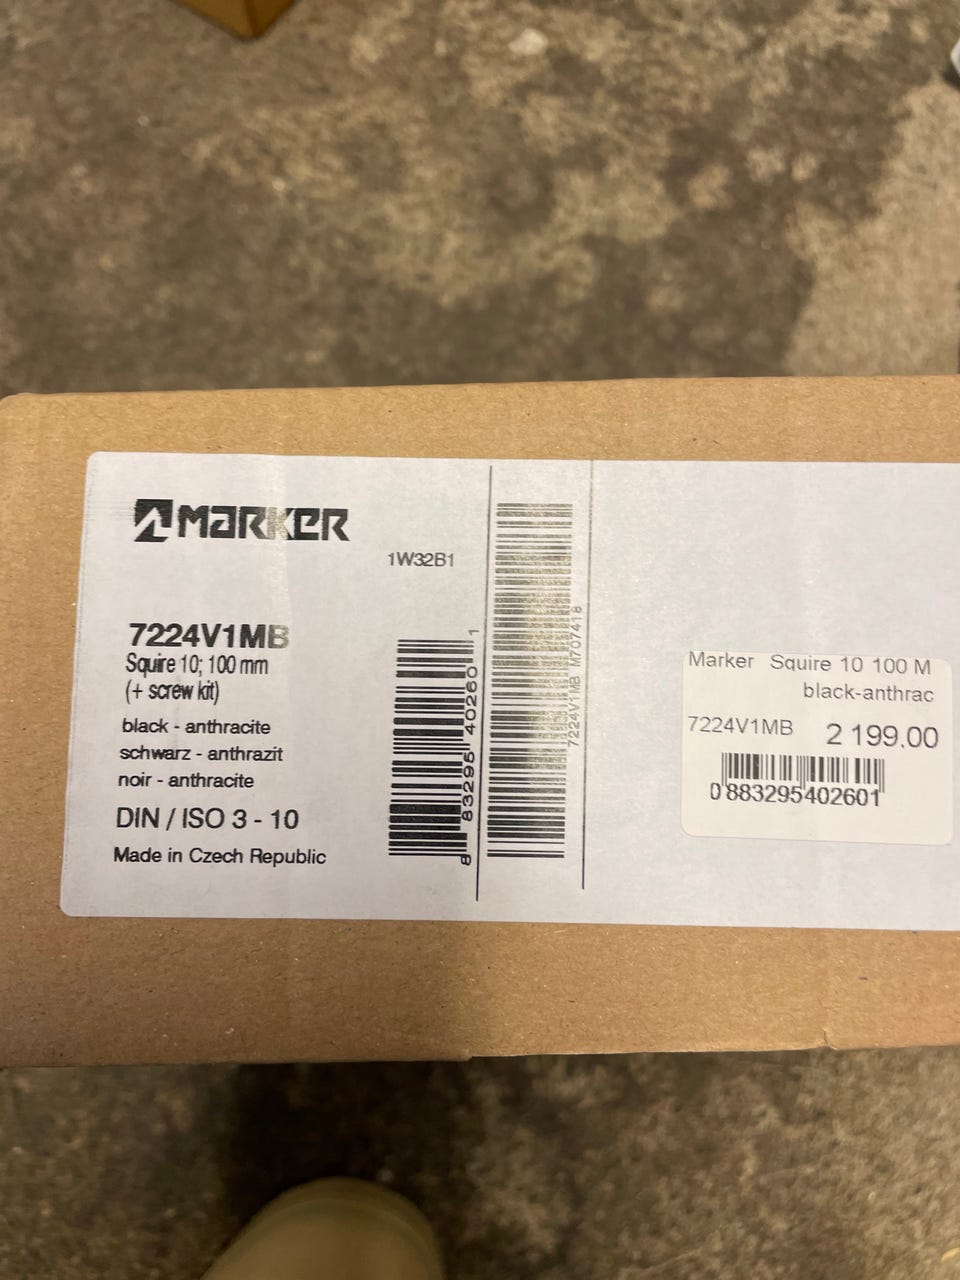 MARKER
1W32B1
7224V1MB
Squire 10; 100 mm
(+ screw kit)
black - anthracite
schwarz - anthrazit
noir - anthracite
DIN / ISO 3 - 10
Made in Czech Republic
8 83295 40260 1
7224V1MB M707418
Marker Squire 10 100 M
black-anthrac
7224V1MB 2 199.00
0 883295402601